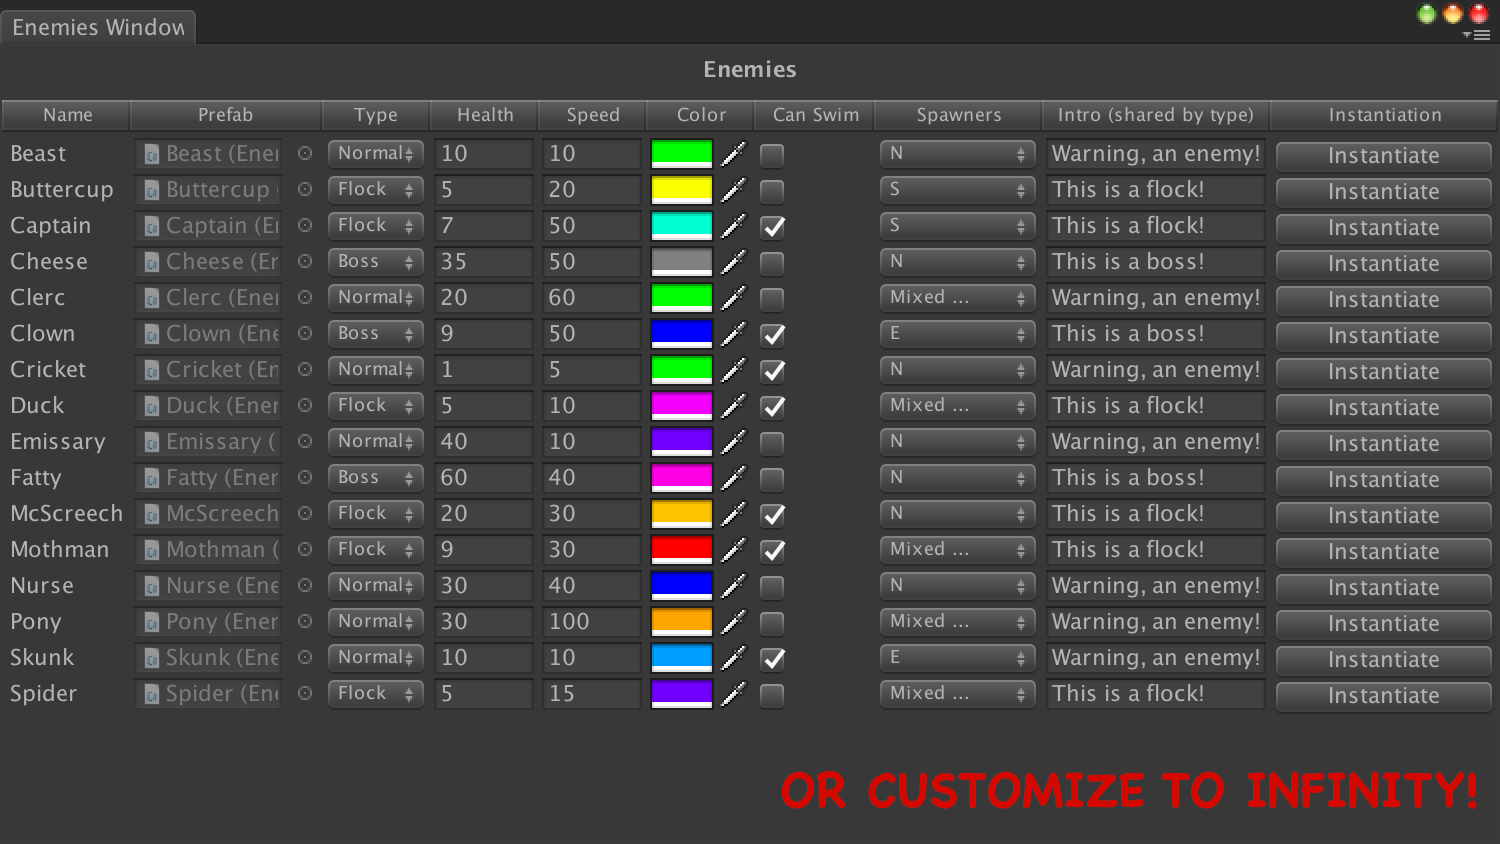 Enemies Window
Enemies
Name Prefab Type Health Speed Color Can Swim Spawners Intro (shared by type) Instantiation
Beast Beast (Ener Normal 10 10 N Warning, an enemy! Instantiate
Buttercup Buttercup Flock 5 20 S This is a flock! Instantiate
Captain Captain (E Flock 7 50 S This is a flock! Instantiate
Cheese Cheese (Er Boss 35 50 N This is a boss! Instantiate
Clerc Clerc (Ener Normal 20 60 Mixed ... Warning, an enemy! Instantiate
Clown Clown (Ene Boss 9 50 E This is a boss! Instantiate
Cricket Cricket (En Normal 1 5 N Warning, an enemy! Instantiate
Duck Duck (Ener Flock 5 10 Mixed ... This is a flock! Instantiate
Emissary Emissary ( Normal 40 10 N Warning, an enemy! Instantiate
Fatty Fatty (Ener Boss 60 40 N This is a boss! Instantiate
McScreech McScreech Flock 20 30 N This is a flock! Instantiate
Mothman Mothman ( Flock 9 30 Mixed ... This is a flock! Instantiate
Nurse Nurse (Ene Normal 30 40 N Warning, an enemy! Instantiate
Pony Pony (Ener Normal 30 100 Mixed ... Warning, an enemy! Instantiate
Skunk Skunk (Ene Normal 10 10 E Warning, an enemy! Instantiate
Spider Spider (Ene Flock 5 15 Mixed ... This is a flock! Instantiate
OR CUSTOMIZE TO INFINITY!